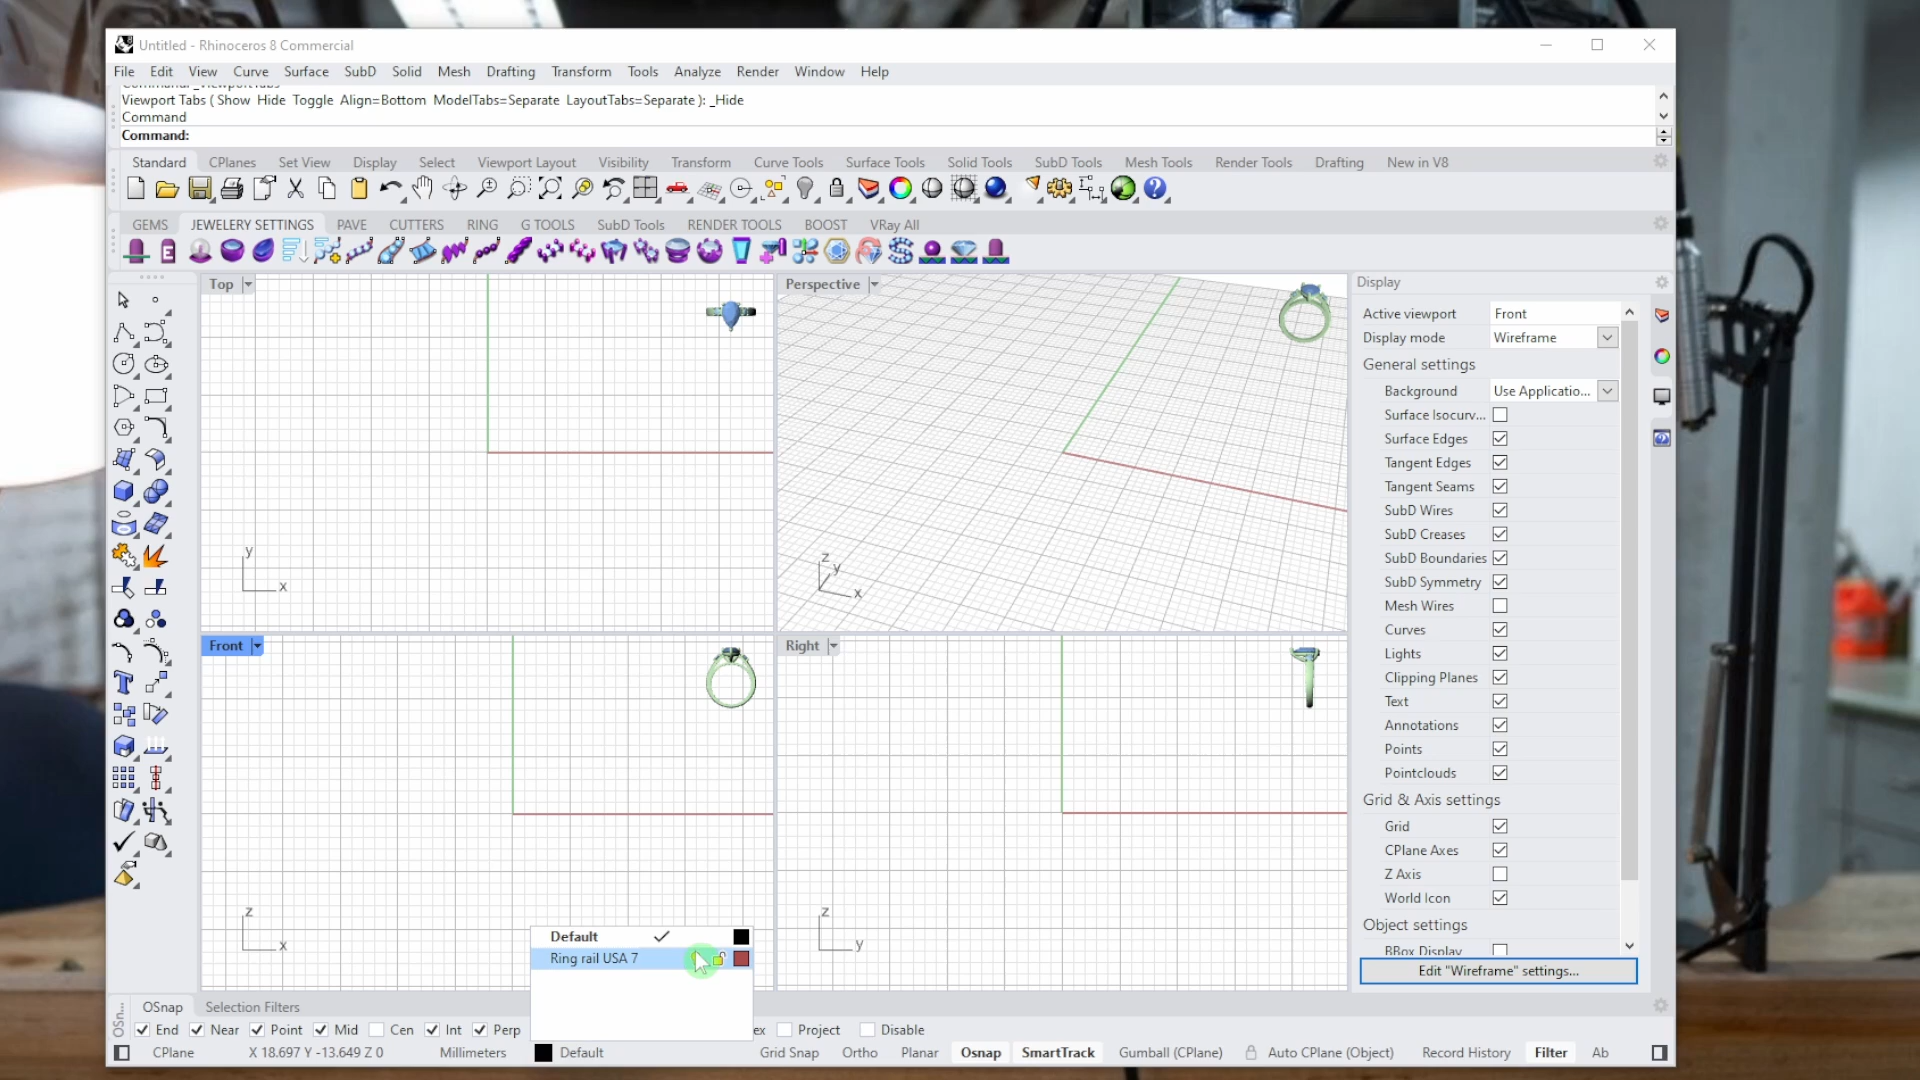 Untitled - Rhinoceros 8 Commercial
File Edit View Curve Surface SubD Solid Mesh Drafting Transform Tools Analyze Render Window Help
Viewport Tabs ( Show Hide Toggle Align=Bottom ModelTabs=Separate LayoutTabs=Separate ): _Hide
Command
Command:
Standard CPlanes Set View Display Select Viewport Layout Visibility Transform Curve Tools Surface Tools Solid Tools SubD Tools Mesh Tools Render Tools Drafting New in V8
GEMS JEWELERY SETTINGS PAVE CUTTERS RING G TOOLS SubD Tools RENDER TOOLS BOOST VRay All
Top
Perspective
Display
Active viewport Front
Display mode Wireframe
General settings
Background Use Applicatio...
Surface Isocurv...
Surface Edges
Tangent Edges
Tangent Seams
SubD Wires
SubD Creases
SubD Boundaries
SubD Symmetry
Mesh Wires
Curves
Lights
Clipping Planes
Text
Annotations
Points
Pointclouds
Grid & Axis settings
Grid
CPlane Axes
Z Axis
World Icon
Object settings
BBox Display
Edit "Wireframe" settings...
y
x
z
y
x
Front
Right
z
x
z
y
Default
Ring rail USA 7
OSn... OSnap Selection Filters
End Near Point Mid Cen Int Perp ex Project Disable
CPlane X 18.697 Y -13.649 Z 0 Millimeters Default Grid Snap Ortho Planar Osnap SmartTrack Gumball (CPlane) Auto CPlane (Object) Record History Filter Ab